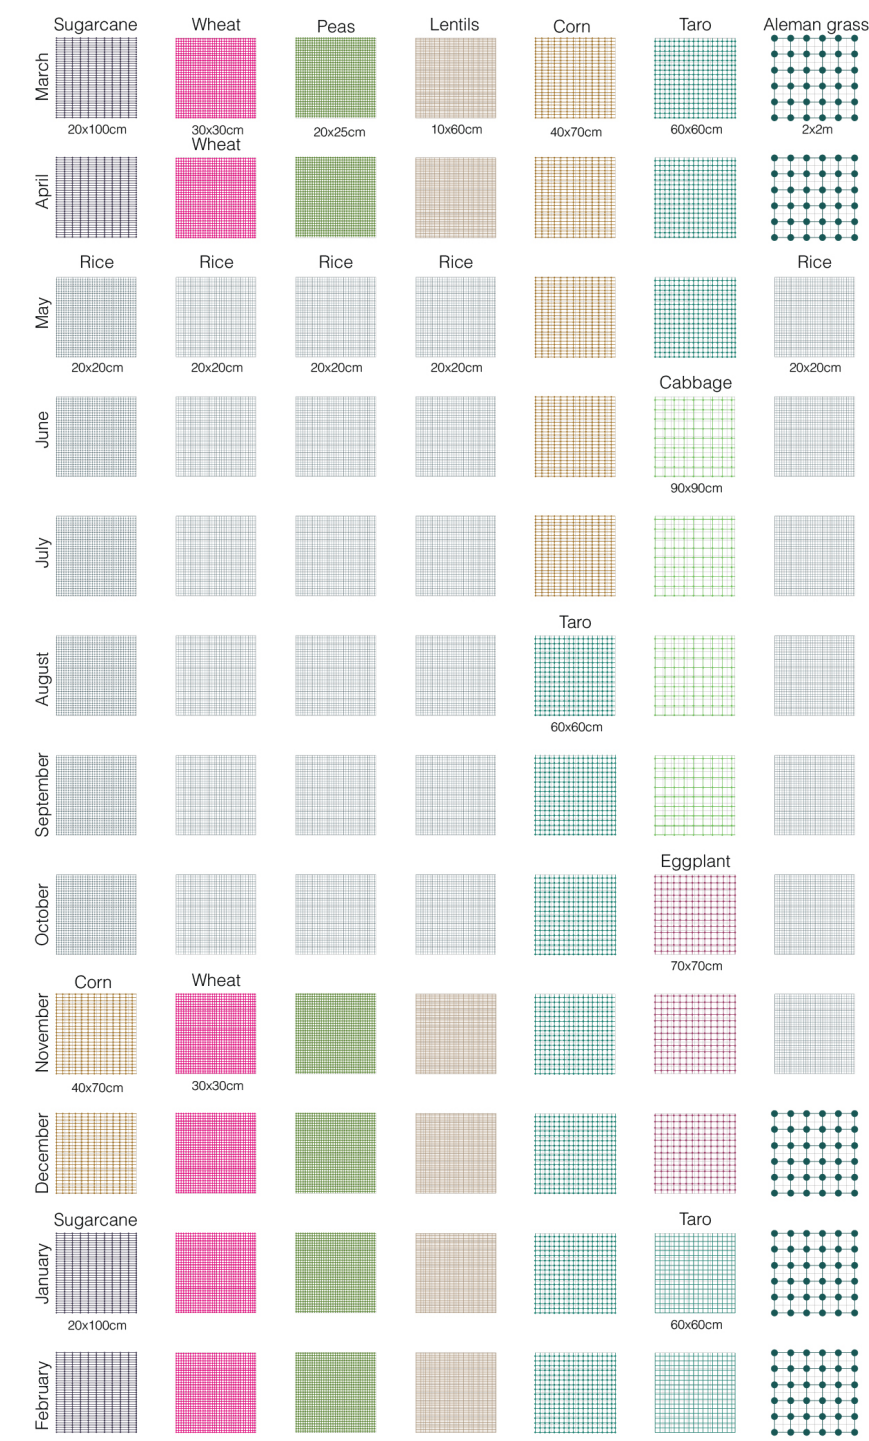 Sugarcane Wheat Peas Lentils Corn Taro Aleman grass
March
20x100cm 30x30cm 20x25cm 10x60cm 40x70cm 60x60cm 2x2m
Wheat
April
Rice Rice Rice Rice Rice
May
20x20cm 20x20cm 20x20cm 20x20cm 20x20cm
Cabbage
June
90x90cm
July
Taro
August
60x60cm
September
Eggplant
October
70x70cm
Corn Wheat
November
40x70cm 30x30cm
December
Sugarcane Taro
January
20x100cm 60x60cm
February